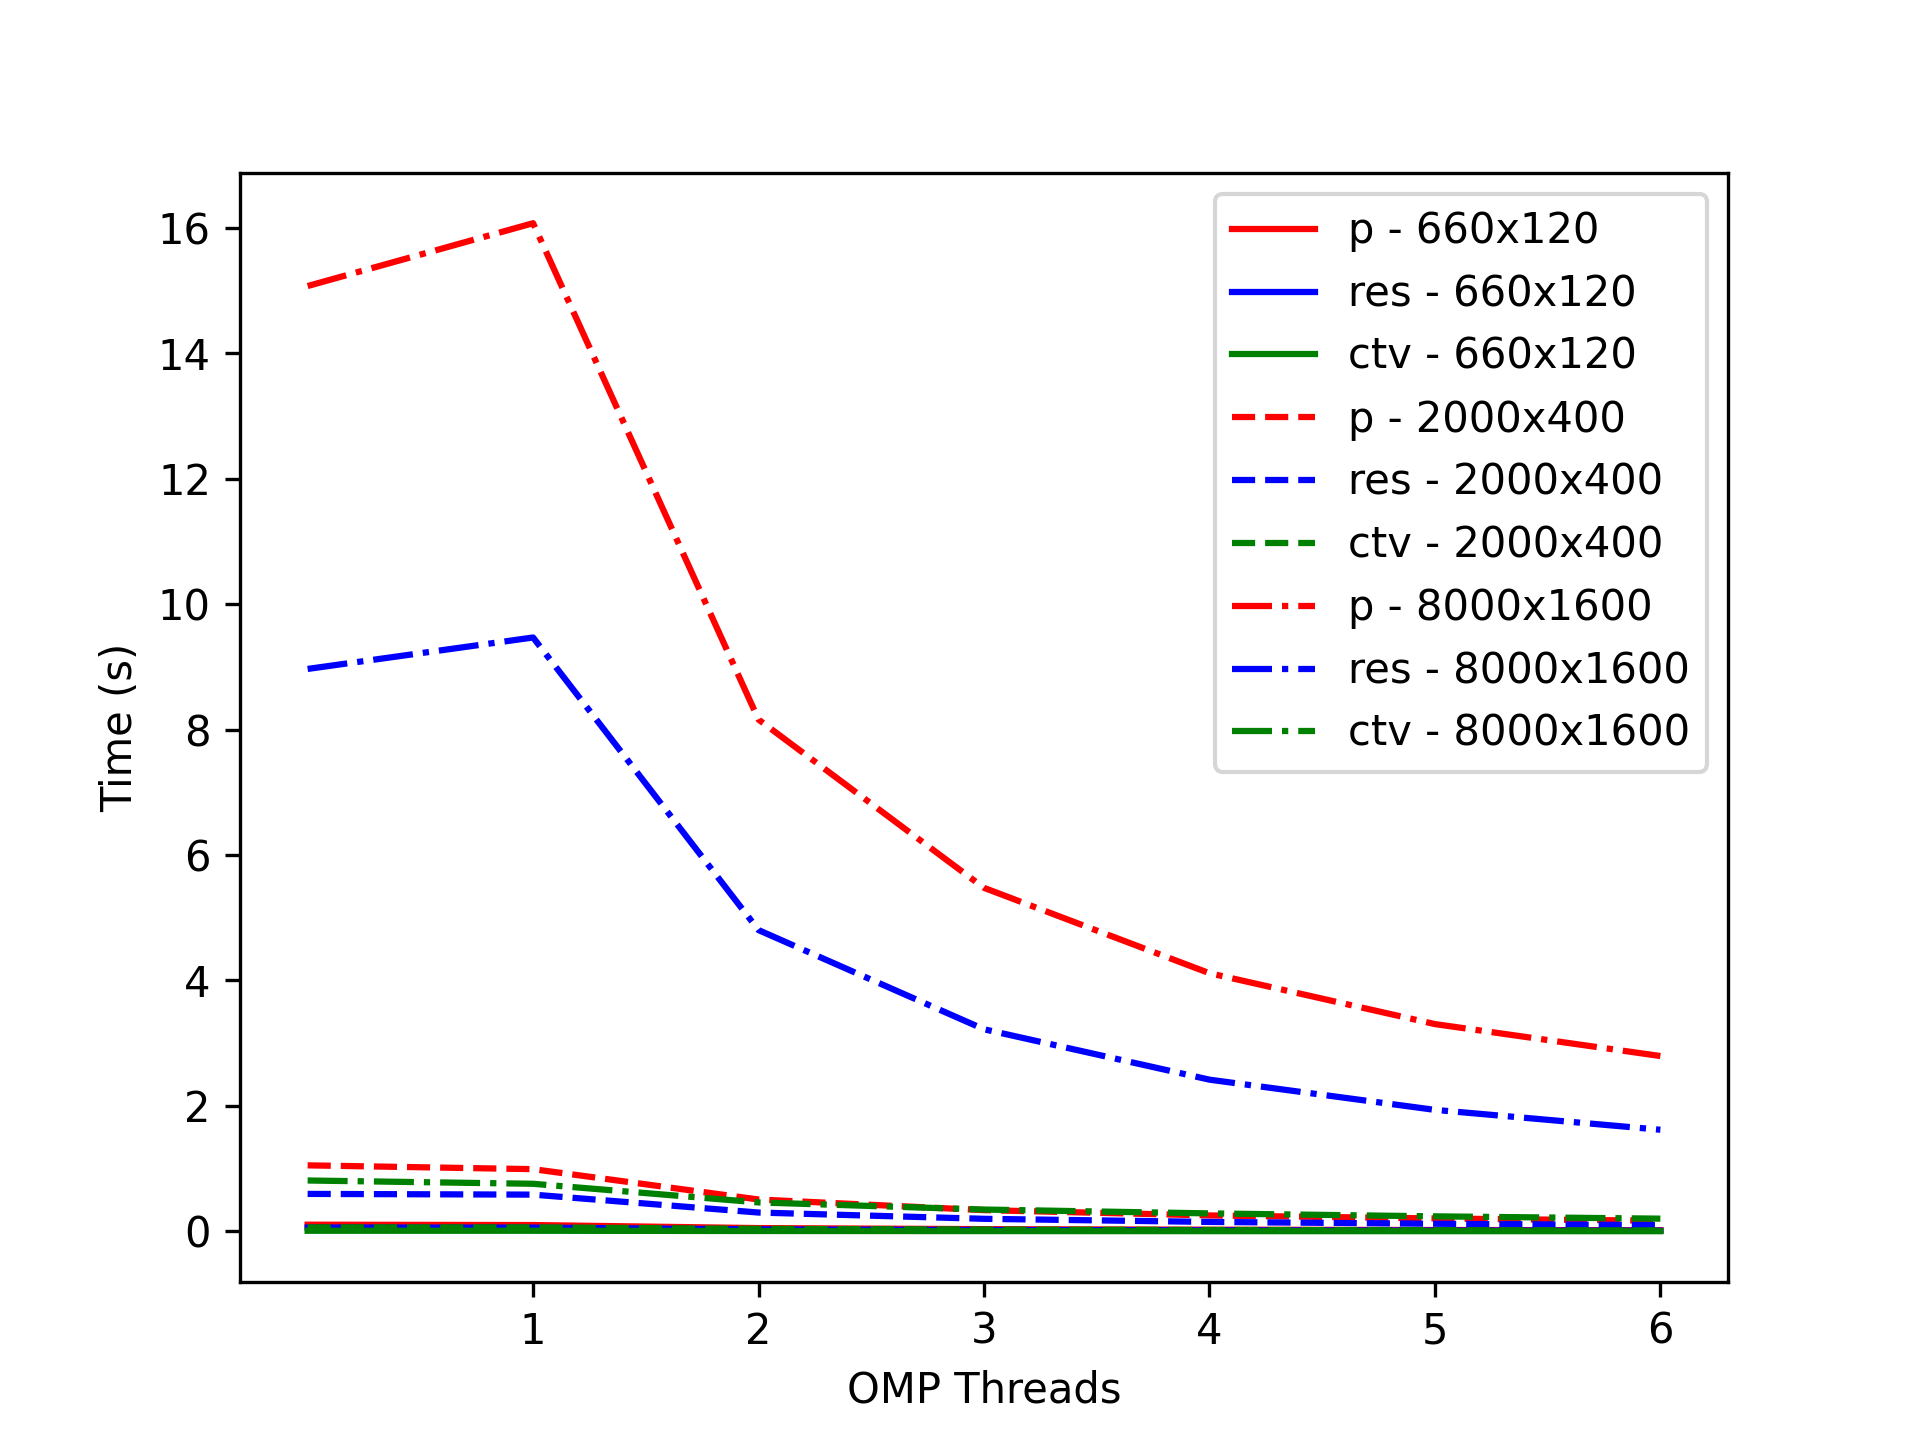 16
14
12
10
8
6
4
2
0
Time (s)
p - 660x120
res - 660x120
ctv - 660x120
p - 2000x400
res - 2000x400
ctv - 2000x400
p - 8000x1600
res - 8000x1600
ctv - 8000x1600
1 2 3 4 5 6
OMP Threads